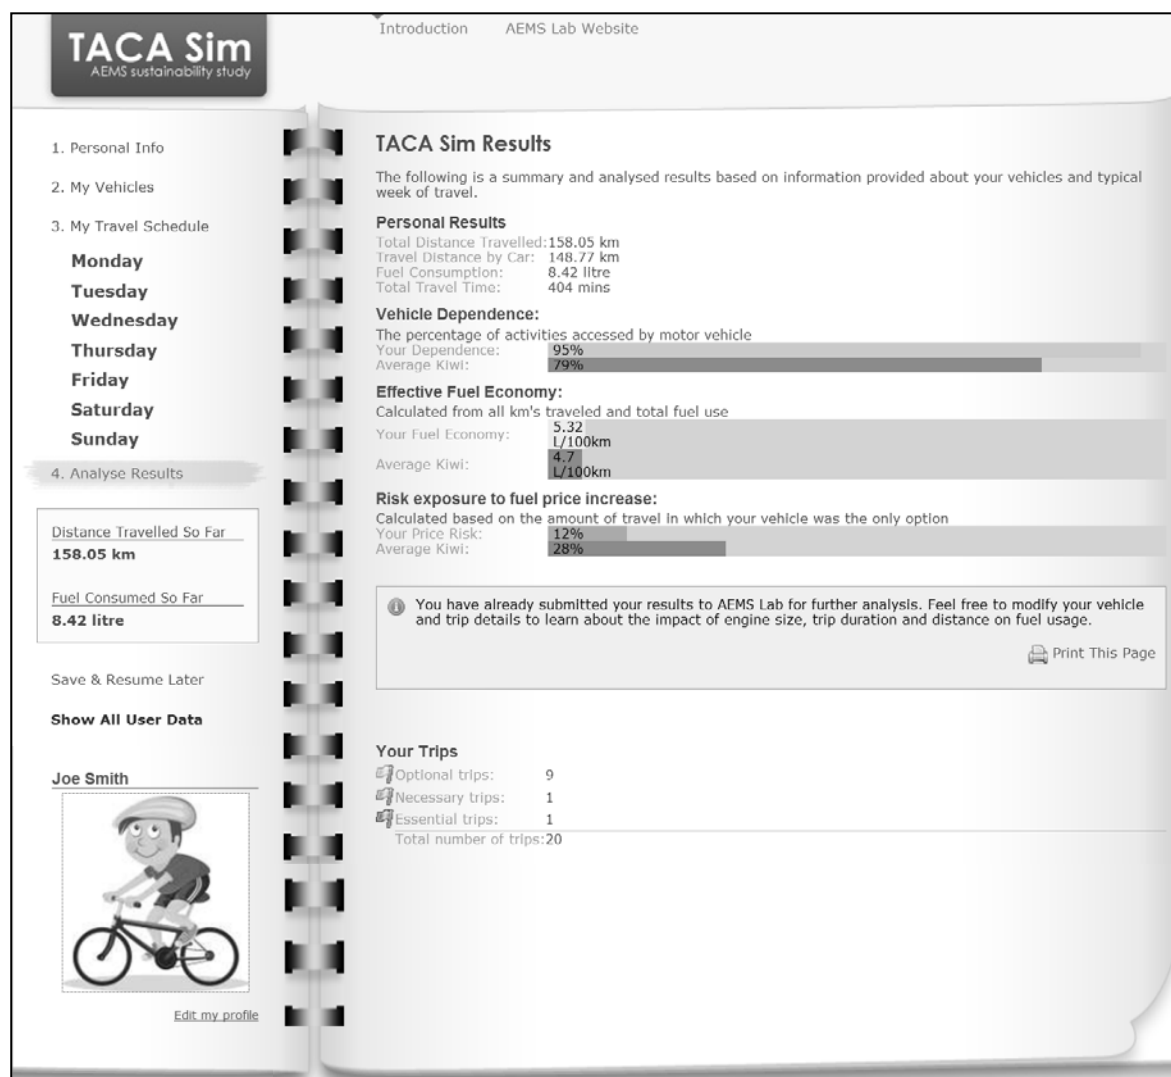 TACA Sim
AEMS sustainability study
Introduction AEMS Lab Website
1. Personal Info
2. My Vehicles
3. My Travel Schedule
Monday
Tuesday
Wednesday
Thursday
Friday
Saturday
Sunday
4. Analyse Results
Distance Travelled So Far
158.05 km
Fuel Consumed So Far
8.42 litre
Save & Resume Later
Show All User Data
Joe Smith
Edit my profile
TACA Sim Results
The following is a summary and analysed results based on information provided about your vehicles and typical
week of travel.
Personal Results
Total Distance Travelled: 158.05 km
Travel Distance by Car: 148.77 km
Fuel Consumption: 8.42 litre
Total Travel Time: 404 mins
Vehicle Dependence:
The percentage of activities accessed by motor vehicle
Your Dependence: 95%
Average Kiwi: 79%
Effective Fuel Economy:
Calculated from all km's traveled and total fuel use
Your Fuel Economy: 5.32
L/100km
Average Kiwi: 4.7
L/100km
Risk exposure to fuel price increase:
Calculated based on the amount of travel in which your vehicle was the only option
Your Price Risk: 12%
Average Kiwi: 28%
You have already submitted your results to AEMS Lab for further analysis. Feel free to modify your vehicle
and trip details to learn about the impact of engine size, trip duration and distance on fuel usage.
Print This Page
Your Trips
Optional trips: 9
Necessary trips: 1
Essential trips: 1
Total number of trips: 20